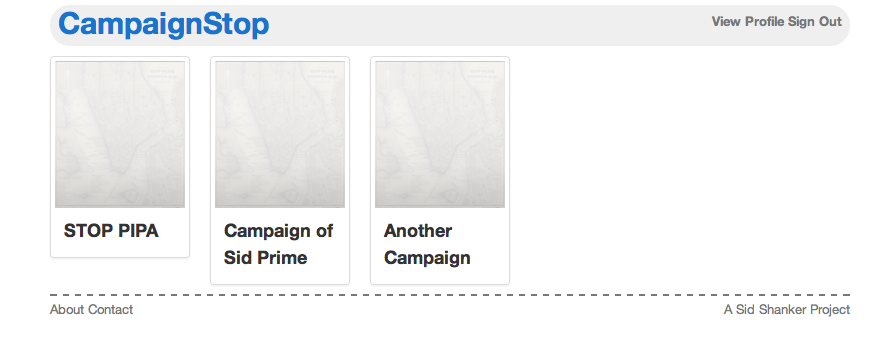 CampaignStop
View Profile Sign Out
STOP PIPA
Campaign of
Sid Prime
Another
Campaign
About Contact
A Sid Shanker Project